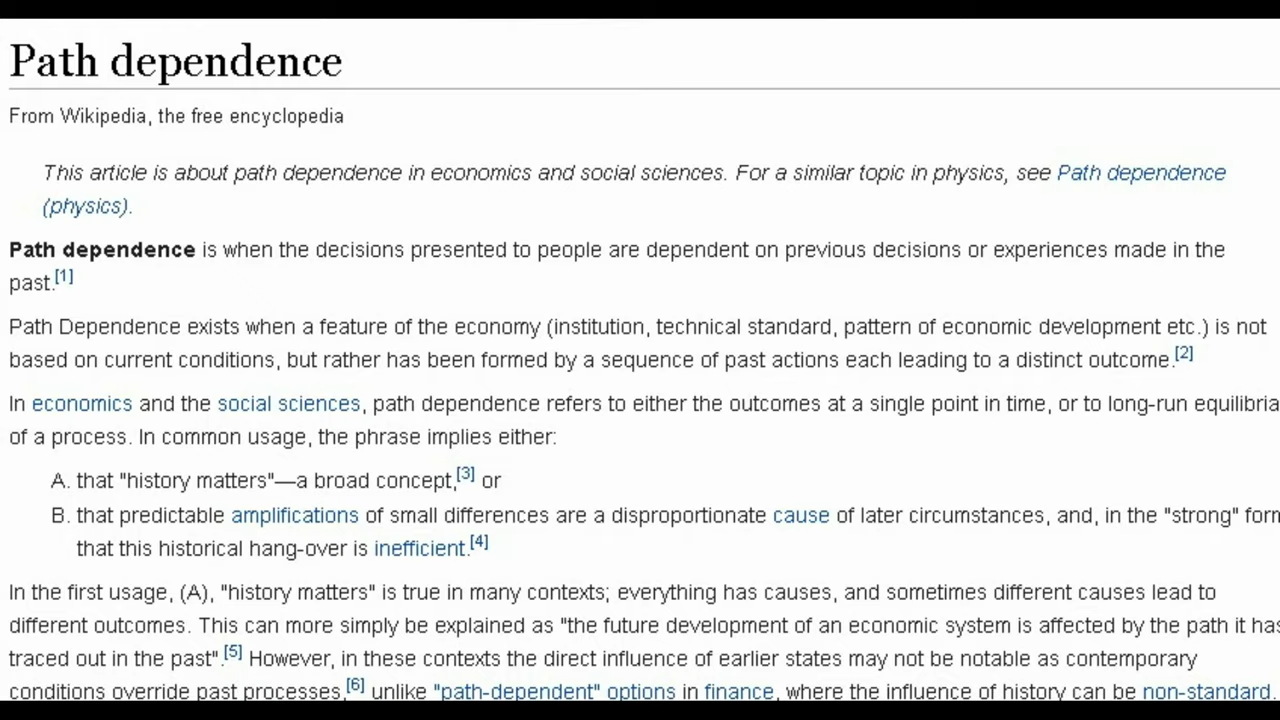 Path dependence
From Wikipedia, the free encyclopedia
This article is about path dependence in economics and social sciences. For a similar topic in physics, see Path dependence
(physics).
Path dependence is when the decisions presented to people are dependent on previous decisions or experiences made in the
past.[1]
Path Dependence exists when a feature of the economy (institution, technical standard, pattern of economic development etc.) is not
based on current conditions, but rather has been formed by a sequence of past actions each leading to a distinct outcome.[2]
In economics and the social sciences, path dependence refers to either the outcomes at a single point in time, or to long-run equilibria
of a process. In common usage, the phrase implies either:
A. that "history matters"—a broad concept,[3] or
B. that predictable amplifications of small differences are a disproportionate cause of later circumstances, and, in the "strong" form
that this historical hang-over is inefficient.[4]
In the first usage, (A), "history matters" is true in many contexts; everything has causes, and sometimes different causes lead to
different outcomes. This can more simply be explained as "the future development of an economic system is affected by the path it has
traced out in the past".[5] However, in these contexts the direct influence of earlier states may not be notable as contemporary
conditions override past processes,[6] unlike "path-dependent" options in finance, where the influence of history can be non-standard.